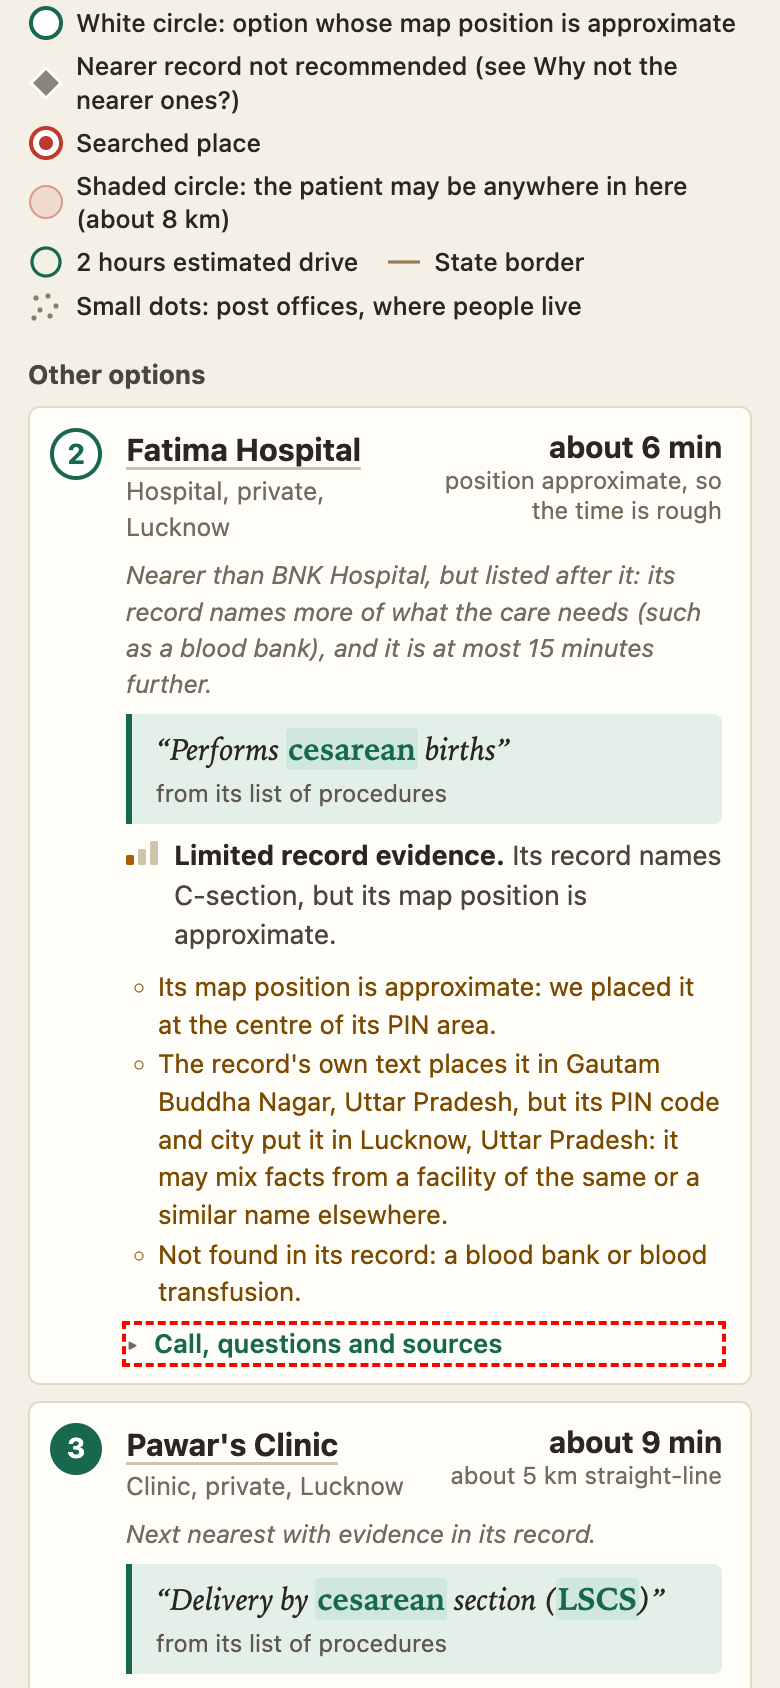 White circle: option whose map position is approximate
Nearer record not recommended (see Why not the
nearer ones?)
Searched place
Shaded circle: the patient may be anywhere in here
(about 8 km)
2 hours estimated drive
State border
Small dots: post offices, where people live
Other options
2
Fatima Hospital
about 6 min
Hospital, private,
Lucknow
position approximate, so
the time is rough
Nearer than BNK Hospital, but listed after it: its
record names more of what the care needs (such
as a blood bank), and it is at most 15 minutes
further.
“Performs cesarean births”
from its list of procedures
Limited record evidence. Its record names
C-section, but its map position is
approximate.
Its map position is approximate: we placed it
at the centre of its PIN area.
The record's own text places it in Gautam
Buddha Nagar, Uttar Pradesh, but its PIN code
and city put it in Lucknow, Uttar Pradesh: it
may mix facts from a facility of the same or a
similar name elsewhere.
Not found in its record: a blood bank or blood
transfusion.
Call, questions and sources
3
Pawar's Clinic
about 9 min
Clinic, private, Lucknow
about 5 km straight-line
Next nearest with evidence in its record.
“Delivery by cesarean section (LSCS)”
from its list of procedures